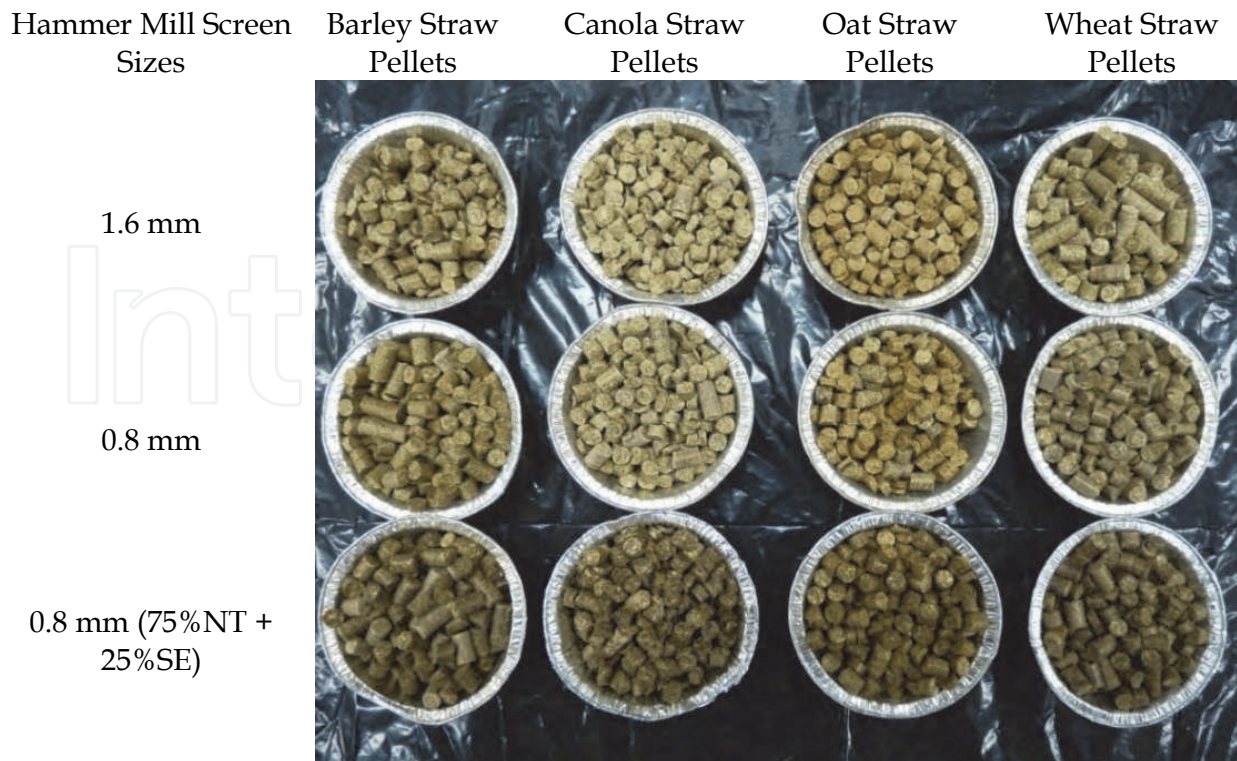 Hammer Mill Screen
Sizes
Barley Straw
Pellets
Canola Straw
Pellets
Oat Straw
Pellets
Wheat Straw
Pellets
1.6 mm
Int
0.8 mm
0.8 mm (75%NT +
25%SE)